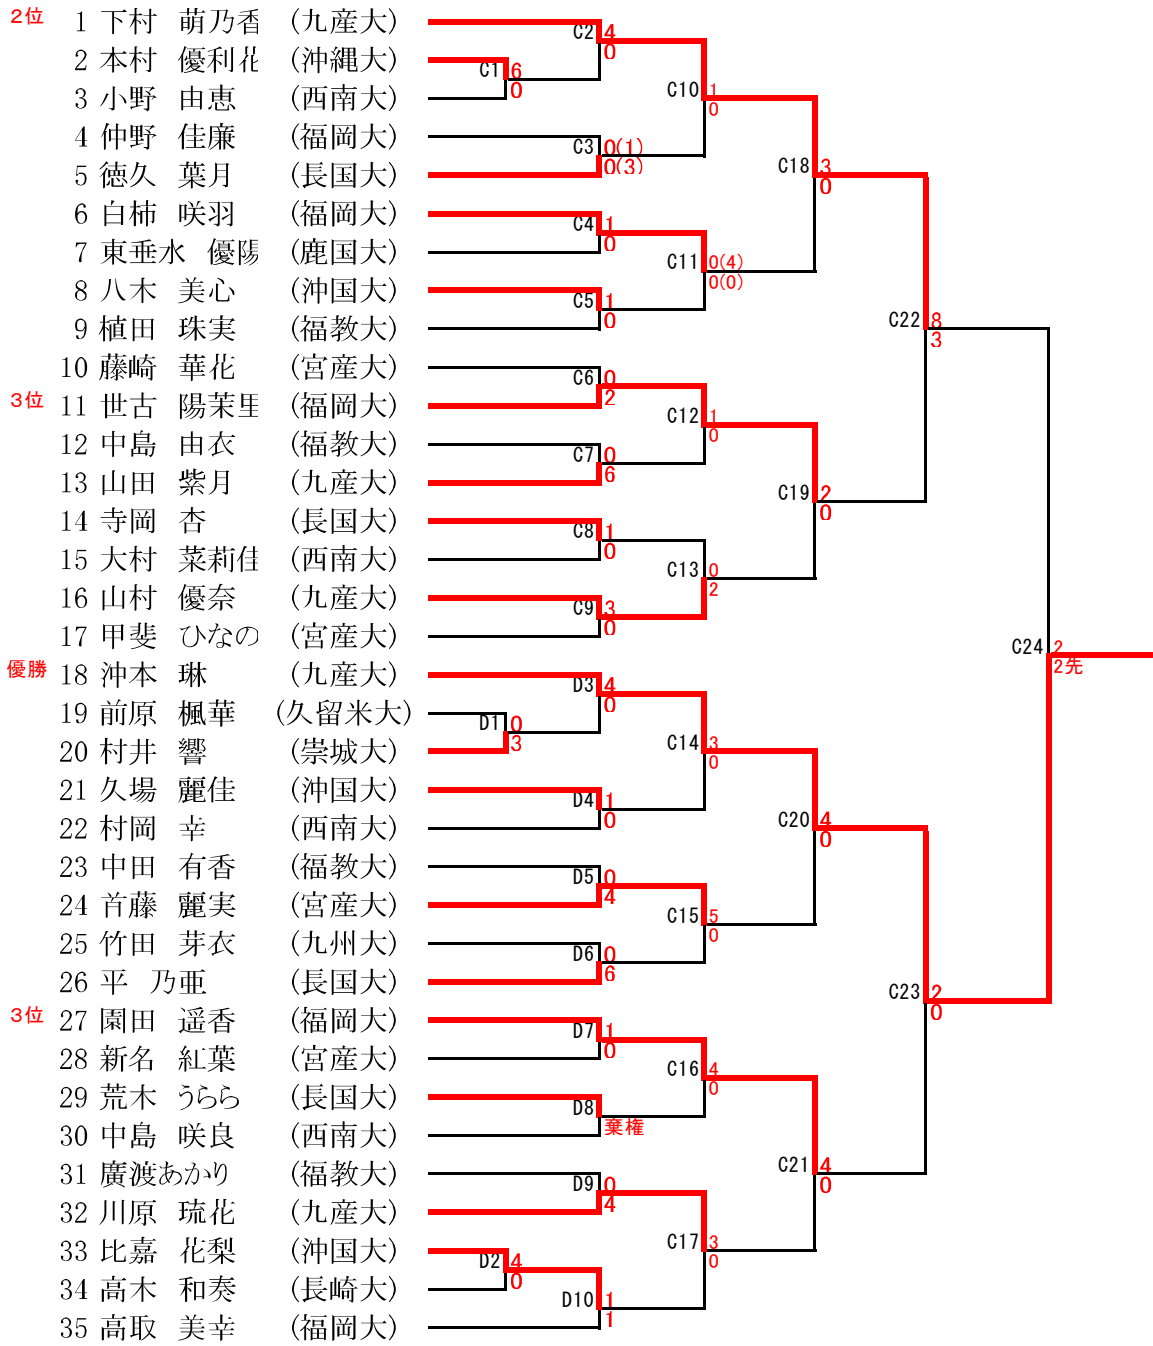 2位 1 下村 萌乃香 (九産大)
2 本村 優利花 (沖縄大)
3 小野 由恵 (西南大)
4 仲野 佳廉 (福岡大)
5 徳久 葉月 (長国大)
6 白柿 咲羽 (福岡大)
7 東垂水 優陽 (鹿国大)
8 八木 美心 (沖国大)
9 植田 珠実 (福教大)
10 藤崎 華花 (宮産大)
3位 11 世古 陽茉里 (福岡大)
12 中島 由衣 (福教大)
13 山田 紫月 (九産大)
14 寺岡 杏 (長国大)
15 大村 菜莉佳 (西南大)
16 山村 優奈 (九産大)
17 甲斐 ひなの (宮産大)
優勝 18 沖本 琳 (九産大)
19 前原 楓華 (久留米大)
20 村井 響 (崇城大)
21 久場 麗佳 (沖国大)
22 村岡 幸 (西南大)
23 中田 有香 (福教大)
24 首藤 麗実 (宮産大)
25 竹田 芽衣 (九州大)
26 平 乃亜 (長国大)
3位 27 園田 遥香 (福岡大)
28 新名 紅葉 (宮産大)
29 荒木 うらら (長国大)
30 中島 咲良 (西南大)
31 廣渡あかり (福教大)
32 川原 琉花 (九産大)
33 比嘉 花梨 (沖国大)
34 高木 和奏 (長崎大)
35 高取 美幸 (福岡大)
C1 6
0
D1 0
3
D2 4
0
C2 4
0
C3 0(1)
0(3)
C4 1
0
C5 1
0
C6 0
2
C7 0
6
C8 1
0
C9 3
0
D3 4
0
D4 1
0
D5 0
4
D6 0
6
D7 1
0
D8
棄権
D9 0
4
D10 1
1
C10 1
0
C11 0(4)
0(0)
C12 1
0
C13 0
2
C14 3
0
C15 5
0
C16 4
0
C17 3
0
C18 3
0
C19 2
0
C20 4
0
C21 4
0
C22 8
3
C23 2
0
C24 2
2先